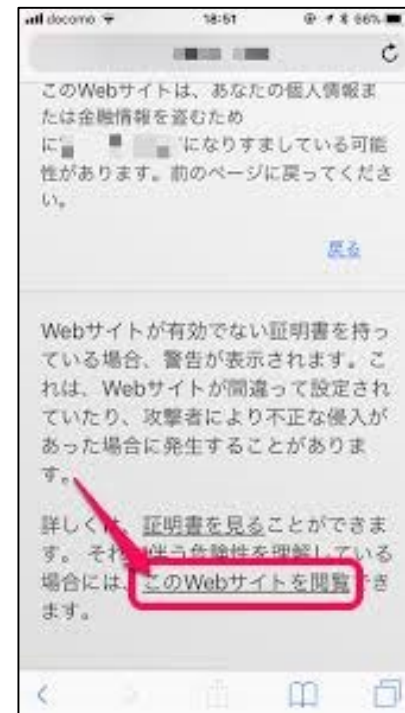 docomo 18:51 66%
このWebサイトは、あなたの個人情報ま
たは金融情報を盗むため
に になりすましている可能
性があります。前のページに戻ってくださ
い。
戻る
Webサイトが有効でない証明書を持っ
ている場合、警告が表示されます。こ
れは、Webサイトが間違って設定され
ていたり、攻撃者により不正な侵入が
あった場合に発生することがありま
す。
詳しくは、証明書を見ることができま
す。それ 伴う危険性を理解している
場合には、このWebサイトを閲覧でき
ます。